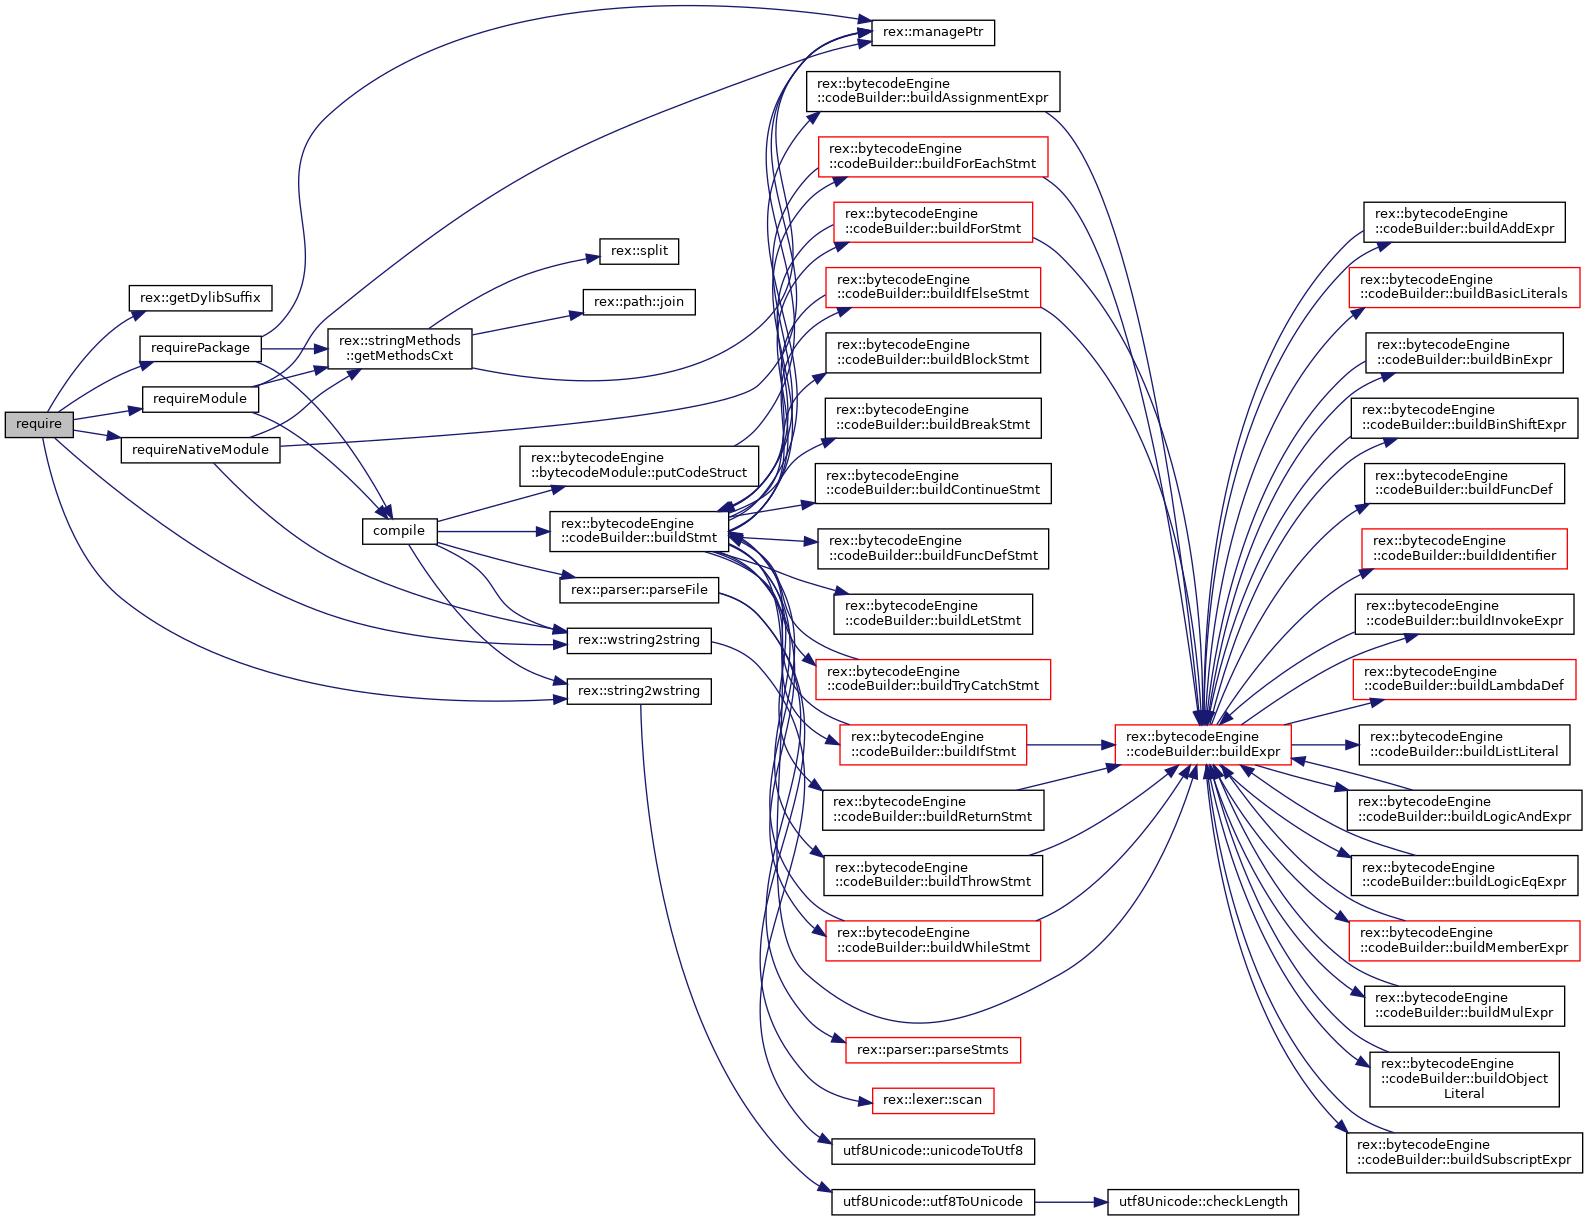 require
rex::getDylibSuffix
requirePackage
requireModule
requireNativeModule
rex::stringMethods
::getMethodsCxt
compile
rex::split
rex::path::join
rex::bytecodeEngine
::bytecodeModule::putCodeStruct
rex::bytecodeEngine
::codeBuilder::buildStmt
rex::parser::parseFile
rex::wstring2string
rex::string2wstring
rex::managePtr
rex::bytecodeEngine
::codeBuilder::buildAssignmentExpr
rex::bytecodeEngine
::codeBuilder::buildForEachStmt
rex::bytecodeEngine
::codeBuilder::buildForStmt
rex::bytecodeEngine
::codeBuilder::buildIfElseStmt
rex::bytecodeEngine
::codeBuilder::buildBlockStmt
rex::bytecodeEngine
::codeBuilder::buildBreakStmt
rex::bytecodeEngine
::codeBuilder::buildContinueStmt
rex::bytecodeEngine
::codeBuilder::buildFuncDefStmt
rex::bytecodeEngine
::codeBuilder::buildLetStmt
rex::bytecodeEngine
::codeBuilder::buildTryCatchStmt
rex::bytecodeEngine
::codeBuilder::buildIfStmt
rex::bytecodeEngine
::codeBuilder::buildReturnStmt
rex::bytecodeEngine
::codeBuilder::buildThrowStmt
rex::bytecodeEngine
::codeBuilder::buildWhileStmt
rex::parser::parseStmts
rex::lexer::scan
utf8Unicode::unicodeToUtf8
utf8Unicode::utf8ToUnicode
rex::bytecodeEngine
::codeBuilder::buildExpr
utf8Unicode::checkLength
rex::bytecodeEngine
::codeBuilder::buildAddExpr
rex::bytecodeEngine
::codeBuilder::buildBasicLiterals
rex::bytecodeEngine
::codeBuilder::buildBinExpr
rex::bytecodeEngine
::codeBuilder::buildBinShiftExpr
rex::bytecodeEngine
::codeBuilder::buildFuncDef
rex::bytecodeEngine
::codeBuilder::buildIdentifier
rex::bytecodeEngine
::codeBuilder::buildInvokeExpr
rex::bytecodeEngine
::codeBuilder::buildLambdaDef
rex::bytecodeEngine
::codeBuilder::buildListLiteral
rex::bytecodeEngine
::codeBuilder::buildLogicAndExpr
rex::bytecodeEngine
::codeBuilder::buildLogicEqExpr
rex::bytecodeEngine
::codeBuilder::buildMemberExpr
rex::bytecodeEngine
::codeBuilder::buildMulExpr
rex::bytecodeEngine
::codeBuilder::buildObject
Literal
rex::bytecodeEngine
::codeBuilder::buildSubscriptExpr